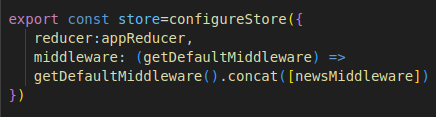 export const store=configureStore({
    reducer:appReducer,
    middleware: (getDefaultMiddleware) =>
    getDefaultMiddleware().concat([newsMiddleware])
})